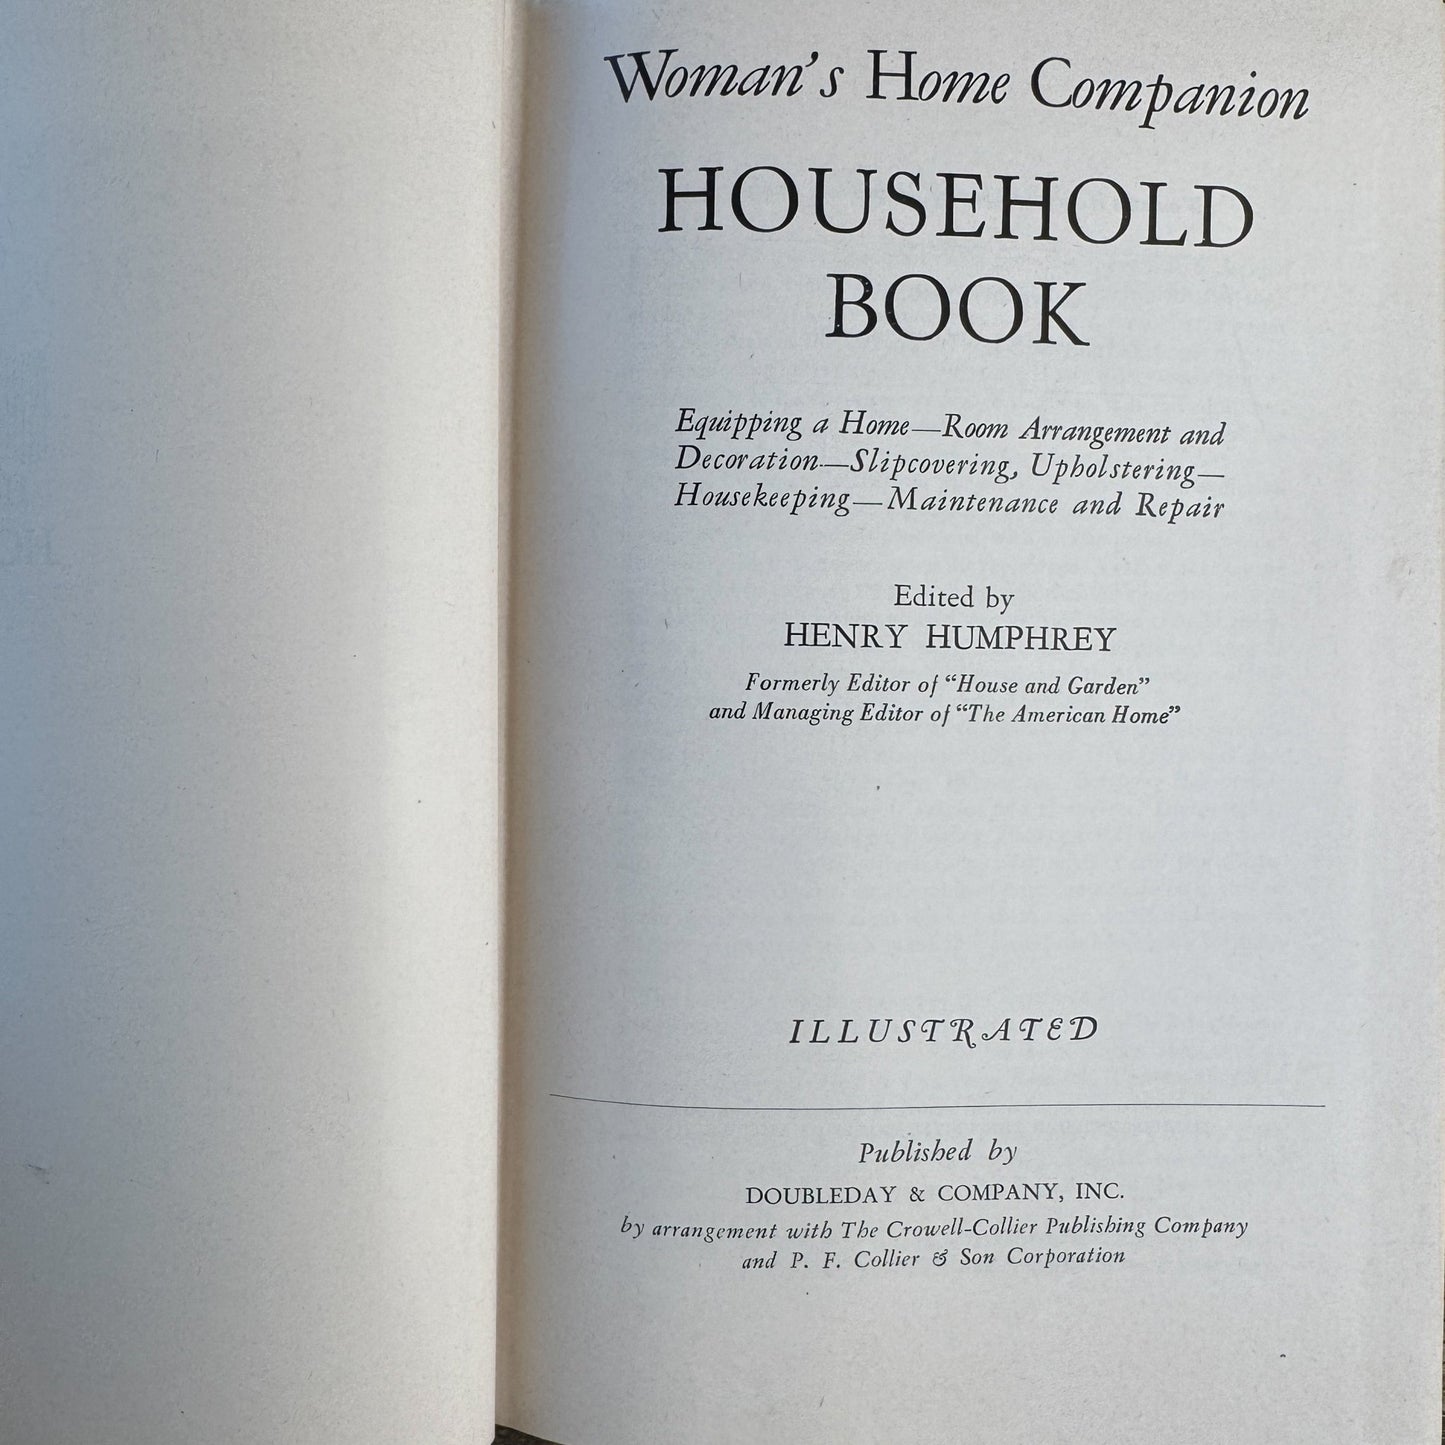 Woman's Home Companion
HOUSEHOLD
BOOK
Equipping a Home—Room Arrangement and
Decoration—Slipcovering, Upholstering—
Housekeeping—Maintenance and Repair
Edited by
HENRY HUMPHREY
Formerly Editor of “House and Garden”
and Managing Editor of “The American Home”
ILLUSTRATED
Published by
DOUBLEDAY & COMPANY, INC.
by arrangement with The Crowell-Collier Publishing Company
and P. F. Collier & Son Corporation